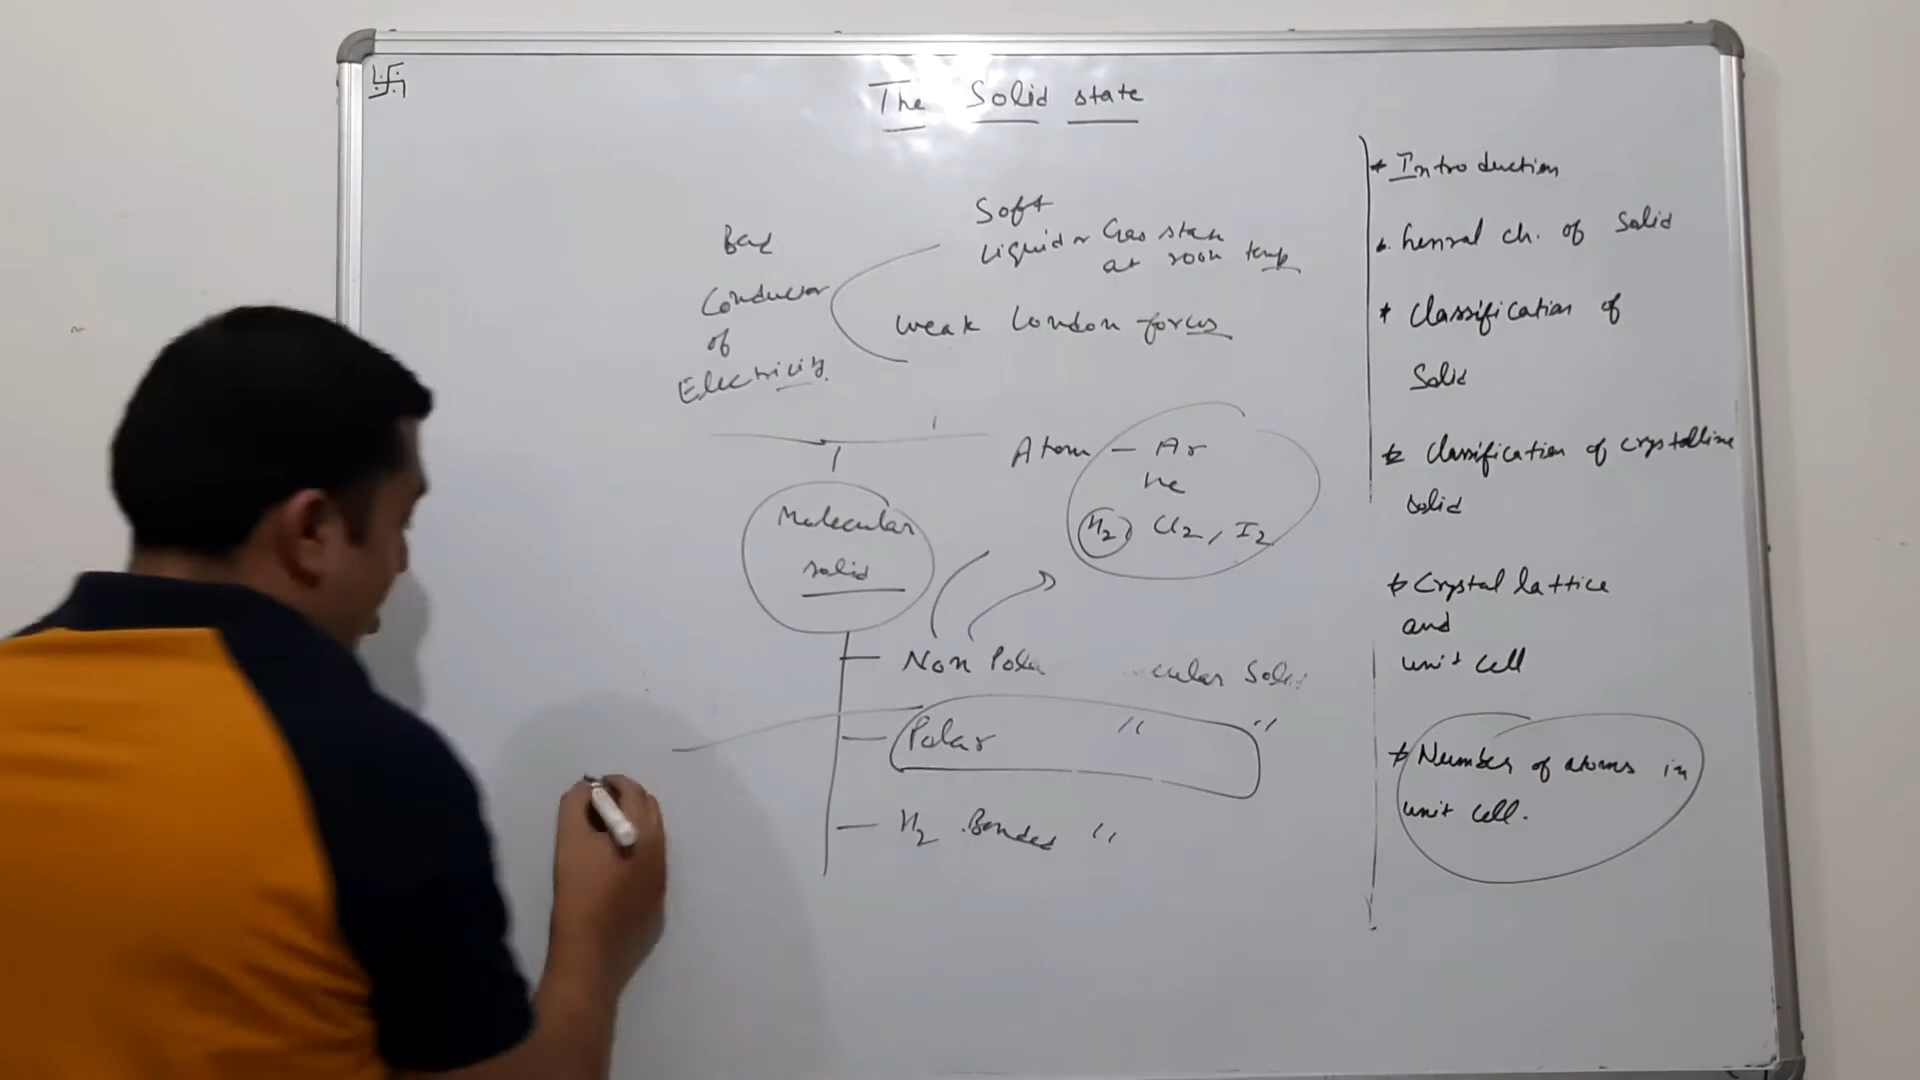 The Solid state
Soft
Liquid or Gas state
at room temp
Bad
Conductor
of
Electricity.
Weak London forces
Atom — Ar
He
H2, Cl2, I2
Molecular
solid
Non Polar cular Solid
Polar " "
H2 Bonded "
* Introduction
ch. of Solid
* Classification of
Solid
* Classification of crystalline
solid
* Crystal lattice
and
unit cell
* Number of atoms in
unit cell.